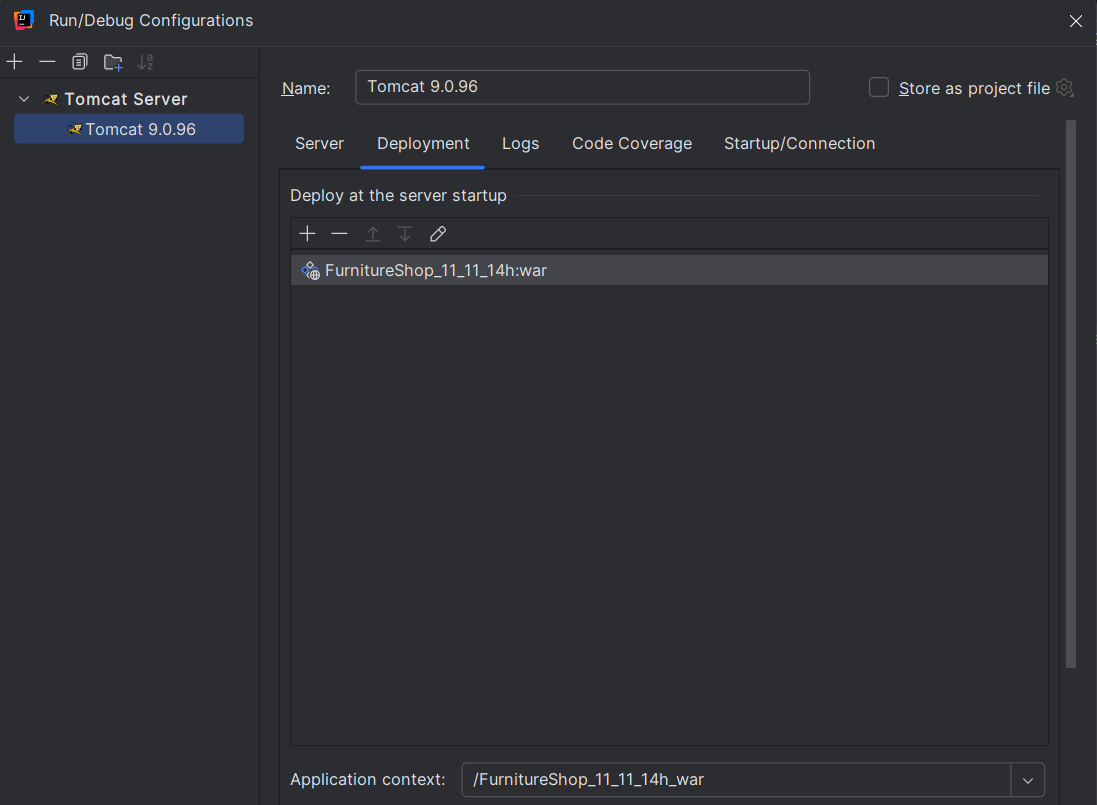 Run/Debug Configurations
Tomcat Server
Tomcat 9.0.96
Name: Tomcat 9.0.96 Store as project file
Server Deployment Logs Code Coverage Startup/Connection
Deploy at the server startup
FurnitureShop_11_11_14h:war
Application context: /FurnitureShop_11_11_14h_war